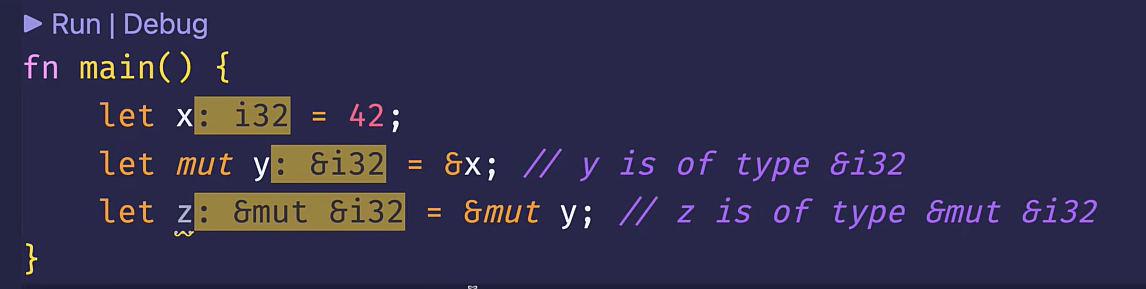 ▶ Run | Debug
fn main() {
    let x: i32 = 42;
    let mut y: &i32 = &x; // y is of type &i32
    let z: &mut &i32 = &mut y; // z is of type &mut &i32
}